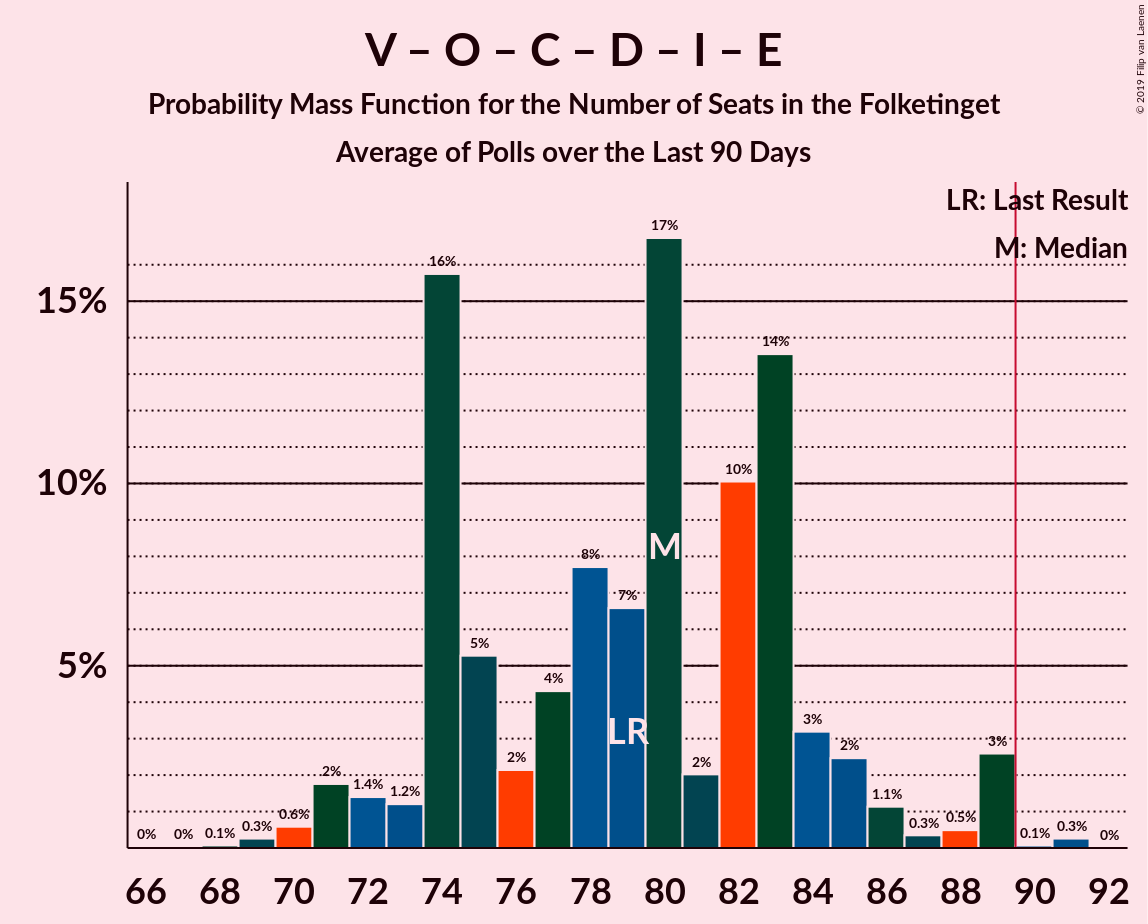 V – O – C – D – I – E
Probability Mass Function for the Number of Seats in the Folketinget
Average of Polls over the Last 90 Days
© 2019 Filip van Laenen
LR: Last Result
M: Median
15%
10%
5%
0% 0% 0.1% 0.3% 0.6% 2% 1.4% 1.2% 16% 5% 2% 4% 8% 7% 17% 2% 10% 14% 3% 2% 1.1% 0.3% 0.5% 3% 0.1% 0.3% 0%
M
LR
66 68 70 72 74 76 78 80 82 84 86 88 90 92